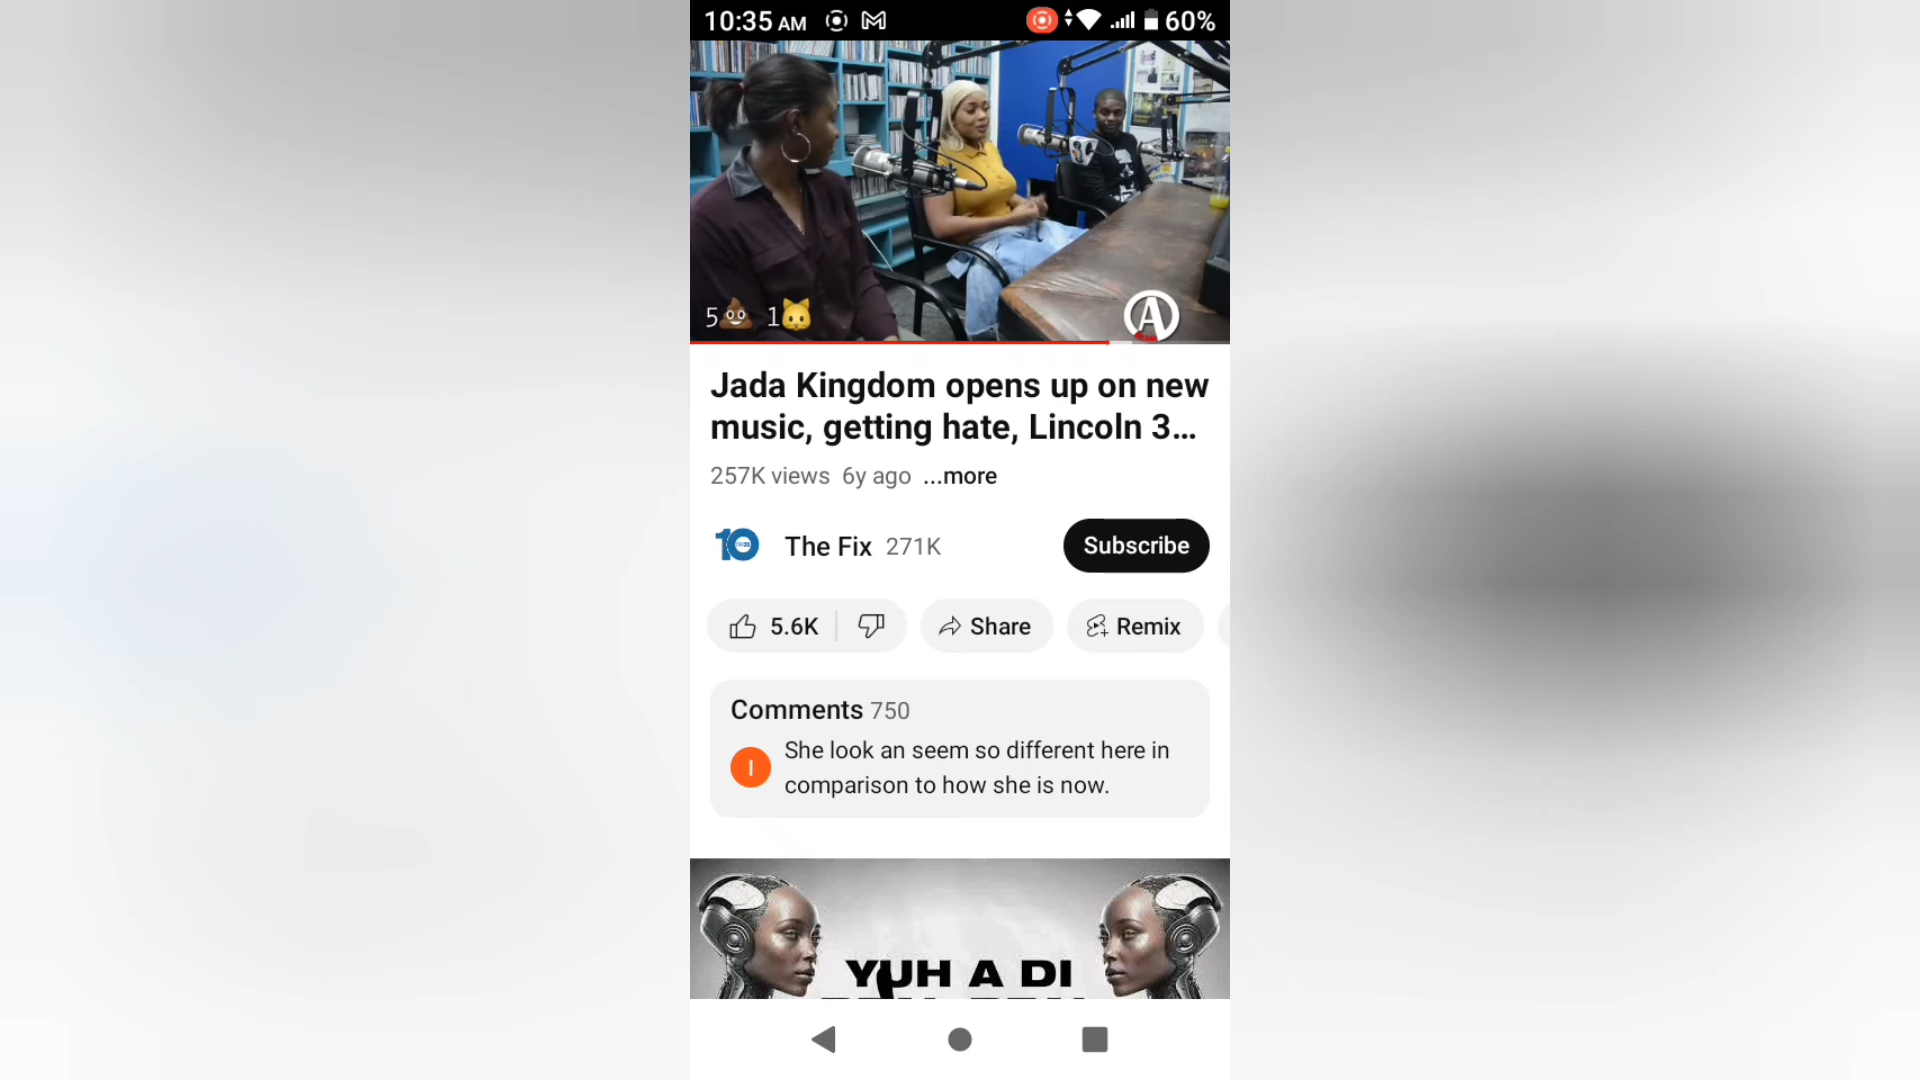 10:35 AM
60%
5💩 1🐱
A
Jada Kingdom opens up on new
music, getting hate, Lincoln 3...
257K views 6y ago ...more
10
The Fix 271K
Subscribe
5.6K
Share
Remix
Comments 750
I
She look an seem so different here in
comparison to how she is now.
YUH A DI